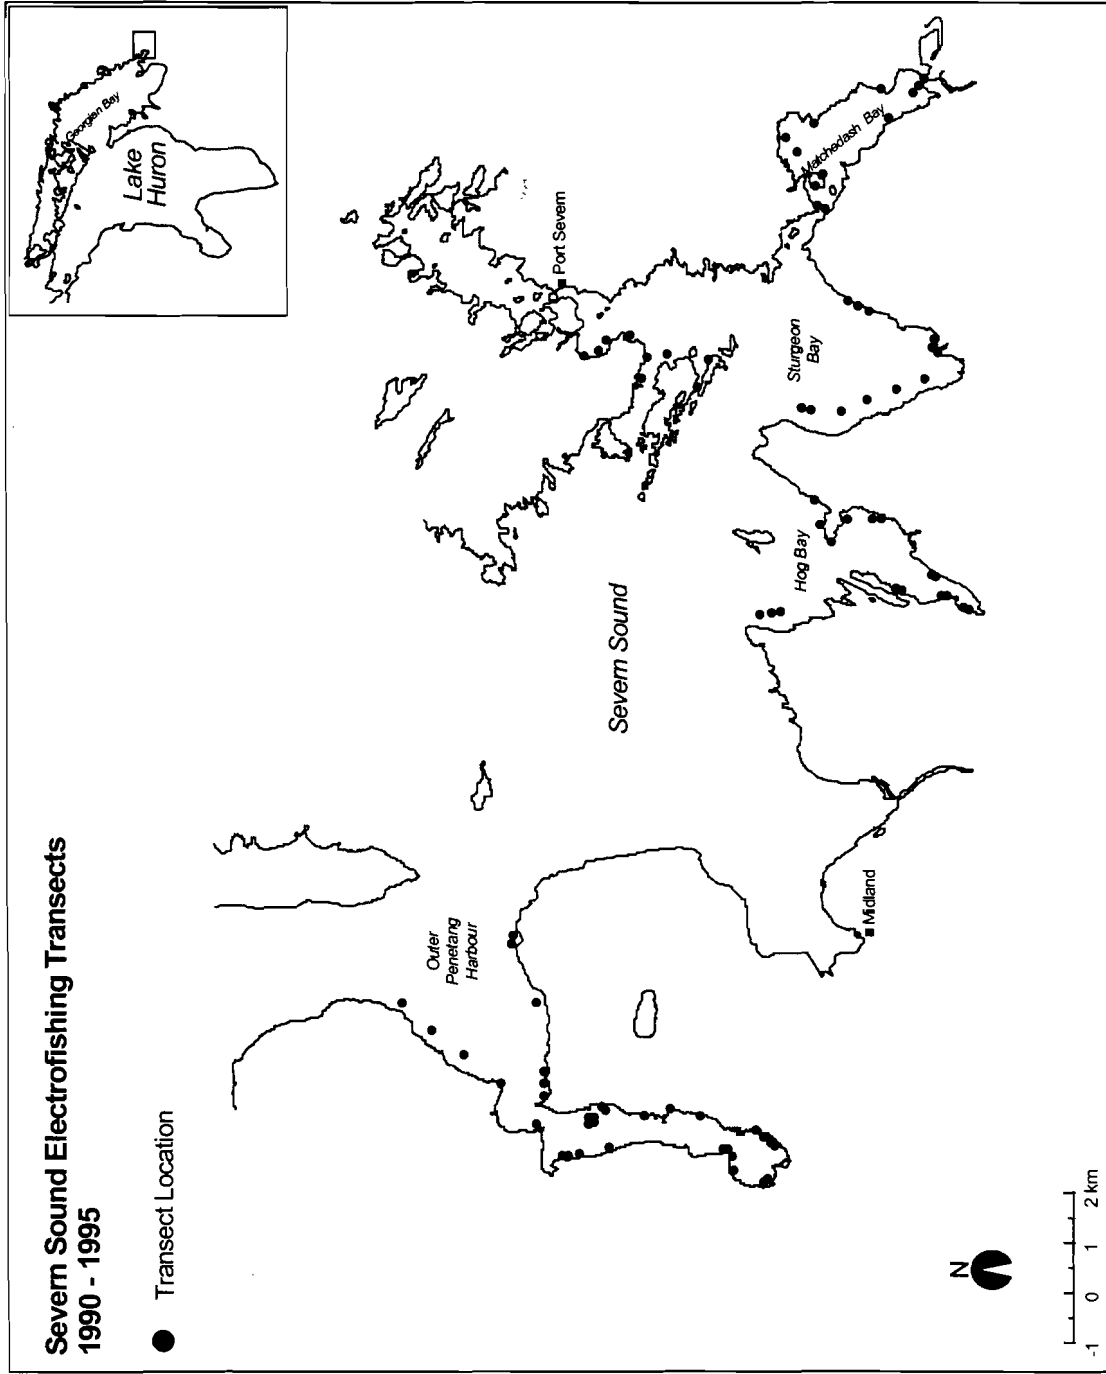 Severn Sound Electrofishing Transects
1990 - 1995
Transect Location
Georgian Bay
Lake
Huron
Port Severn
Matchedash Bay
Sturgeon
Bay
Hog Bay
Severn Sound
Outer
Penetang
Harbour
Midland
N
-1 0 1 2 km